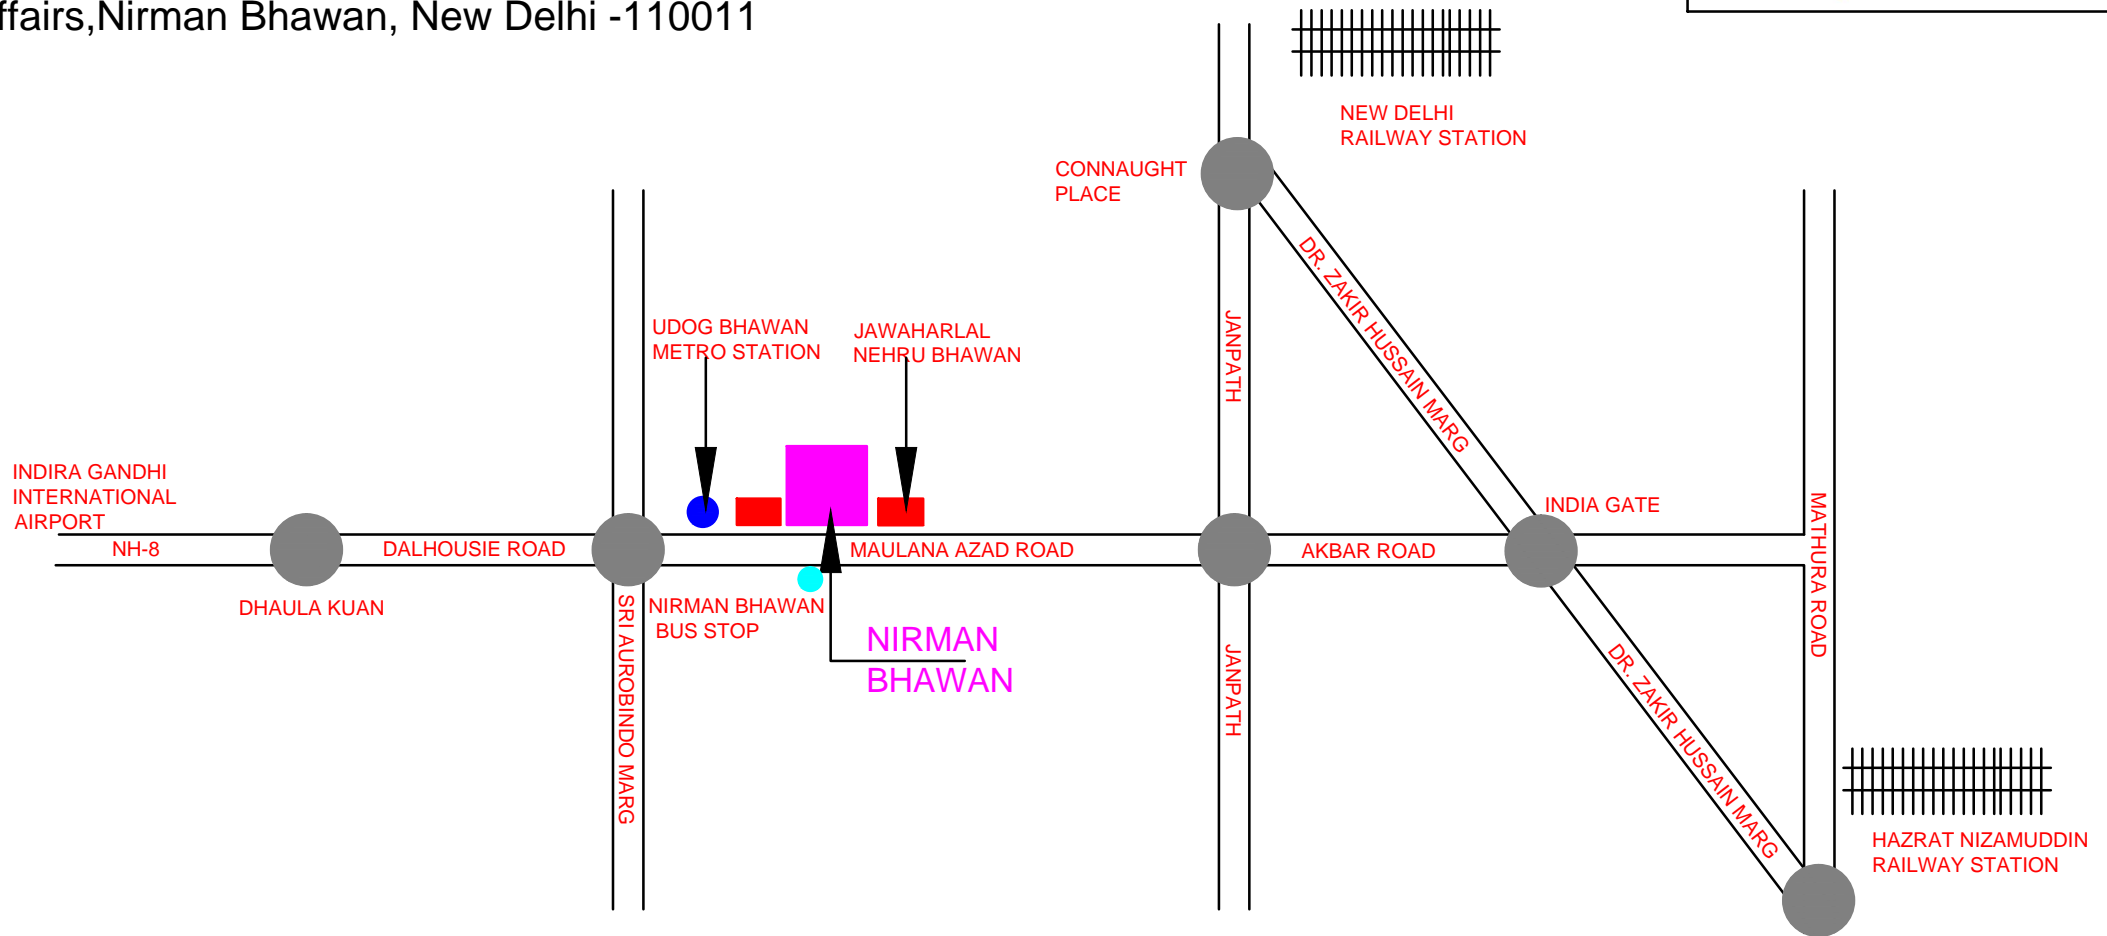 ffairs,Nirman Bhawan, New Delhi -110011
NEW DELHI
RAILWAY STATION
CONNAUGHT
PLACE
DR. ZAKIR HUSSAIN MARG
UDOG BHAWAN
METRO STATION
JAWAHARLAL
NEHRU BHAWAN
JANPATH
INDIRA GANDHI
INTERNATIONAL
AIRPORT
INDIA GATE
MATHURA ROAD
NH-8
DALHOUSIE ROAD
MAULANA AZAD ROAD
AKBAR ROAD
DHAULA KUAN
SRI AUROBINDO MARG
NIRMAN BHAWAN
BUS STOP
NIRMAN
BHAWAN
JANPATH
DR. ZAKIR HUSSAIN MARG
HAZRAT NIZAMUDDIN
RAILWAY STATION